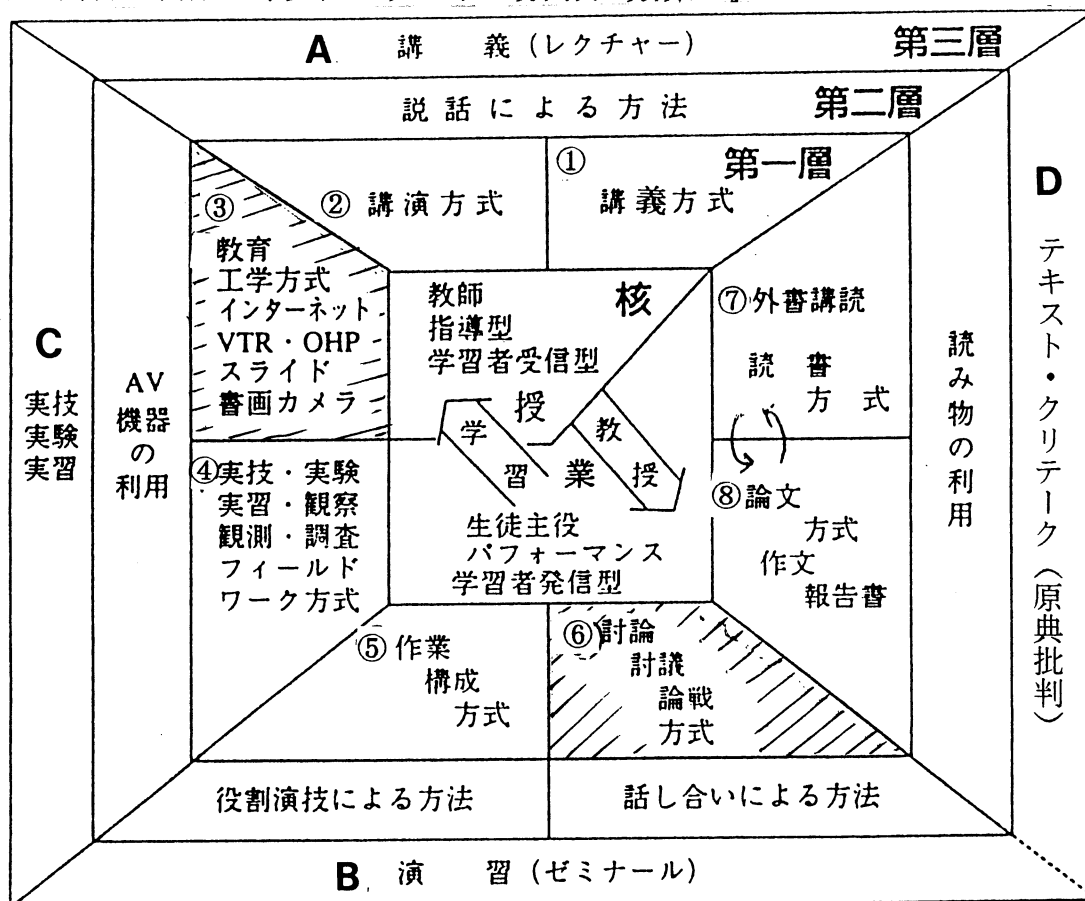 A 講 義(レクチャー)
第三層
説話による方法
第二層
第一層
① 講義方式
② 講演方式
③
教育
工学方式
インターネット
VTR・OHP
スライド
書画カメラ
④実技・実験
実習・観察
観測・調査
フィールド
ワーク方式
⑤作業
構成
方式
⑥討論
討議
論戦
方式
⑦外書講読
読書
方式
⑧論文
方式
作文
報告書
核
教師
指導型
学習者受信型
授業
学習
教授
生徒主役
パフォーマンス
学習者発信型
C
実技
実験
実習
AV
機器
の
利用
読み物の利用
D
テキスト・クリテーク(原典批判)
役割演技による方法
話し合いによる方法
B 演 習(ゼミナール)